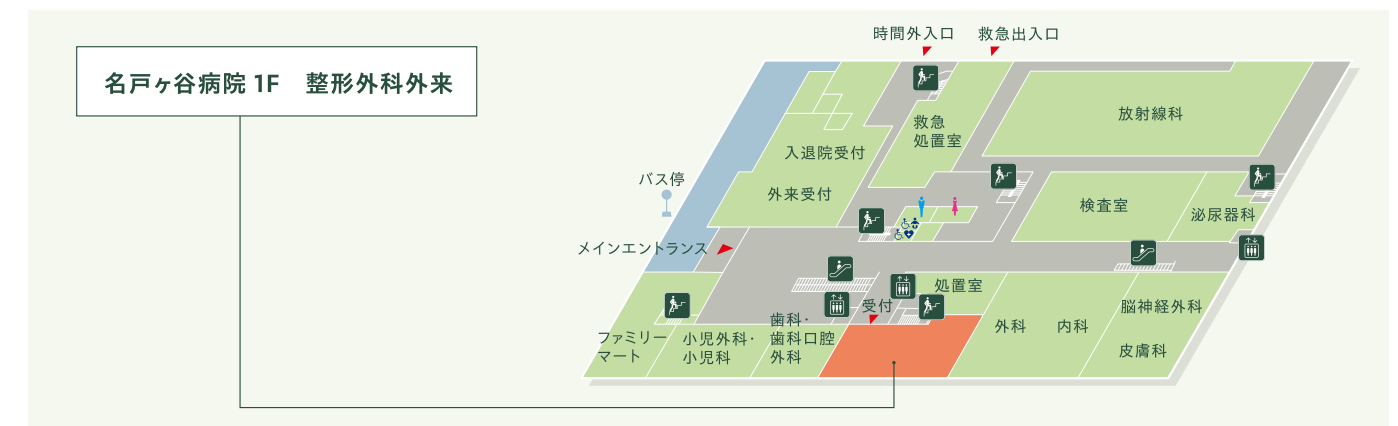 名戸ヶ谷病院 1F　整形外科外来
時間外入口
救急出入口
救急
処置室
放射線科
入退院受付
外来受付
バス停
検査室
泌尿器科
メインエントランス
処置室
受付
脳神経外科
外科
内科
皮膚科
ファミリー
マート
小児外科・
小児科
歯科・
歯科口腔
外科